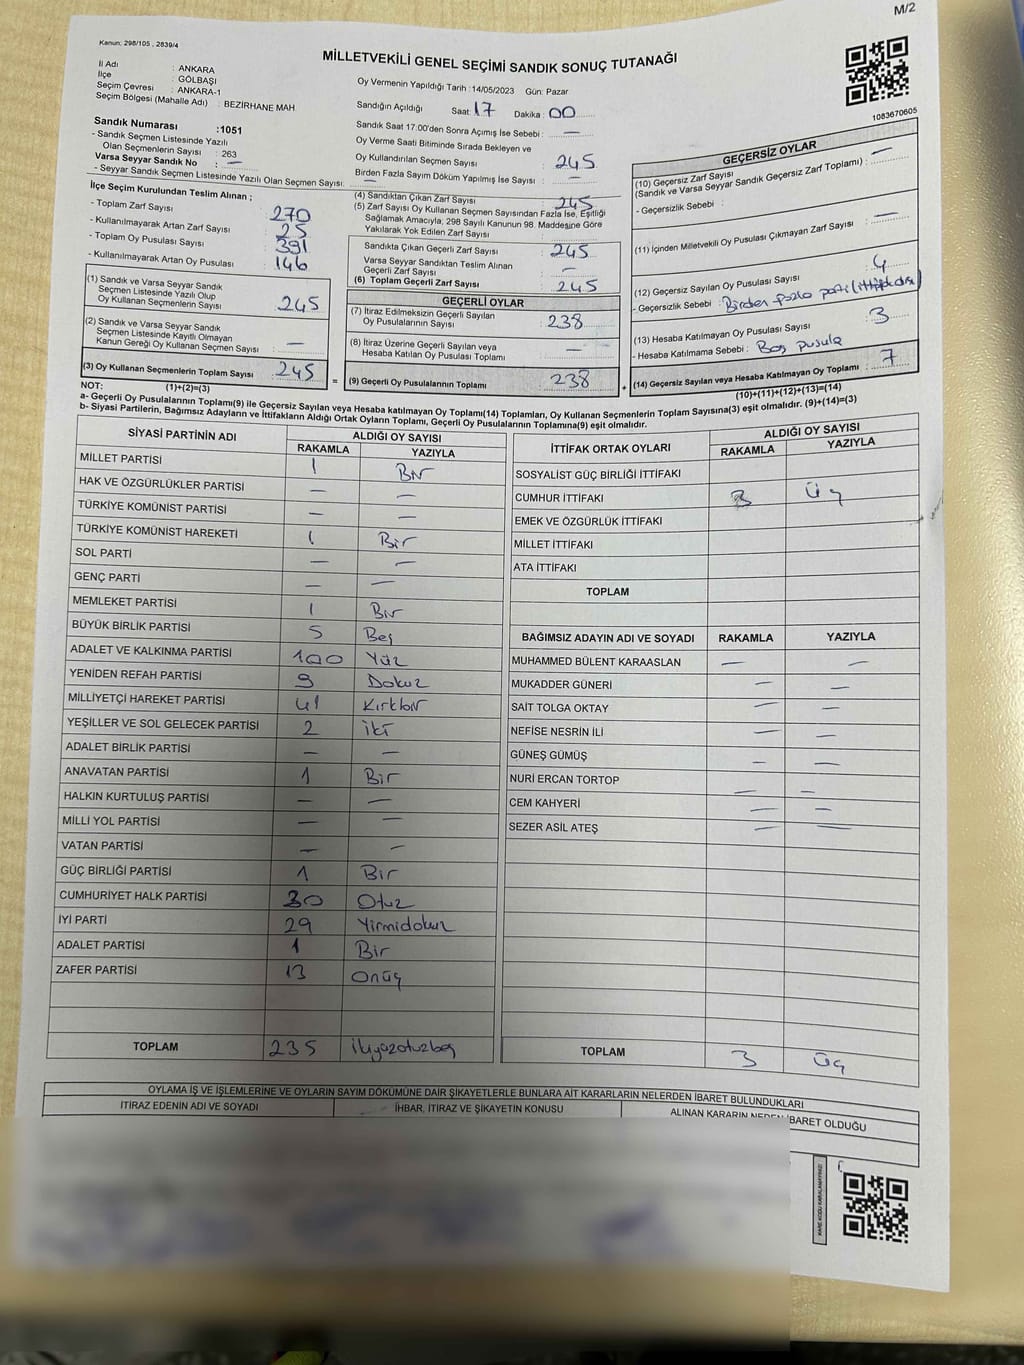 M/2
Kanun: 298/105 , 2839/4
MİLLETVEKİLİ GENEL SEÇİMİ SANDIK SONUÇ TUTANAĞI
İl Adı : ANKARA
İlçe : GÖLBAŞI
Seçim Çevresi : ANKARA-1
Seçim Bölgesi (Mahalle Adı) : BEZİRHANE MAH
Oy Vermenin Yapıldığı Tarih :14/05/2023 Gün: Pazar
Sandığın Açıldığı Saat: 17 Dakika: 00
1083670605
Sandık Numarası :1051
- Sandık Seçmen Listesinde Yazılı
Olan Seçmenlerin Sayısı : 263
Varsa Seyyar Sandık No : —
- Seyyar Sandık Seçmen Listesinde Yazılı Olan Seçmen Sayısı: —
Sandık Saat 17:00'den Sonra Açımış İse Sebebi : —
Oy Verme Saati Bitiminde Sırada Bekleyen ve
Oy Kullandırılan Seçmen Sayısı : 245
Birden Fazla Sayım Döküm Yapılmış İse Sayısı : —
İlçe Seçim Kurulundan Teslim Alınan ;
- Toplam Zarf Sayısı : 270
- Kullanılmayarak Artan Zarf Sayısı : 25
- Toplam Oy Pusulası Sayısı : 391
- Kullanılmayarak Artan Oy Pusulası : 146
(1) Sandık ve Varsa Seyyar Sandık
Seçmen Listesinde Yazılı Olup
Oy Kullanan Seçmenlerin Sayısı : 245
(2) Sandık ve Varsa Seyyar Sandık
Seçmen Listesinde Kayıtlı Olmayan
Kanun Gereği Oy Kullanan Seçmen Sayısı : —
(3) Oy Kullanan Seçmenlerin Toplam Sayısı : 245
(4) Sandıktan Çıkan Zarf Sayısı : 245
(5) Zarf Sayısı Oy Kullanan Seçmen Sayısından Fazla İse, Eşitliği
Sağlamak Amacıyla; 298 Sayılı Kanunun 98. Maddesine Göre
Yakılarak Yok Edilen Zarf Sayısı :
Sandıkta Çıkan Geçerli Zarf Sayısı : 245
Varsa Seyyar Sandıktan Teslim Alınan
Geçerli Zarf Sayısı : —
(6) Toplam Geçerli Zarf Sayısı : 245
GEÇERLİ OYLAR
(7) İtiraz Edilmeksizin Geçerli Sayılan
Oy Pusulalarının Sayısı : 238
(8) İtiraz Üzerine Geçerli Sayılan veya
Hesaba Katılan Oy Pusulası Toplamı : —
= (9) Geçerli Oy Pusulalarının Toplamı : 238 +
GEÇERSİZ OYLAR
(10) Geçersiz Zarf Sayısı
(Sandık ve Varsa Seyyar Sandık Geçersiz Zarf Toplamı) : —
- Geçersizlik Sebebi :
(11) İçinden Milletvekili Oy Pusulası Çıkmayan Zarf Sayısı : —
(12) Geçersiz Sayılan Oy Pusulası Sayısı : 4
- Geçersizlik Sebebi : Birden fazla parti (ittifak dışı)
(13) Hesaba Katılmayan Oy Pusulası Sayısı : 3
- Hesaba Katılmama Sebebi : Boş pusula
(14) Geçersiz Sayılan veya Hesaba Katılmayan Oy Toplamı : 7
NOT: (1)+(2)=(3)
(10)+(11)+(12)+(13)=(14)
a- Geçerli Oy Pusulalarının Toplamı(9) ile Geçersiz Sayılan veya Hesaba katılmayan Oy Toplamı(14) Toplamları, Oy Kullanan Seçmenlerin Toplam Sayısına(3) eşit olmalıdır. (9)+(14)=(3)
b- Siyasi Partilerin, Bağımsız Adayların ve İttifakların Aldığı Ortak Oyların Toplamı, Geçerli Oy Pusulalarının Toplamına(9) eşit olmalıdır.
SİYASİ PARTİNİN ADI ALDIĞI OY SAYISI
RAKAMLA YAZIYLA
MİLLET PARTİSİ 1 Bir
HAK VE ÖZGÜRLÜKLER PARTİSİ — —
TÜRKİYE KOMÜNİST PARTİSİ — —
TÜRKİYE KOMÜNİST HAREKETİ 1 Bir
SOL PARTİ — —
GENÇ PARTİ — —
MEMLEKET PARTİSİ 1 Bir
BÜYÜK BİRLİK PARTİSİ 5 Beş
ADALET VE KALKINMA PARTİSİ 100 Yüz
YENİDEN REFAH PARTİSİ 9 Dokuz
MİLLİYETÇİ HAREKET PARTİSİ 41 Kırkbir
YEŞİLLER VE SOL GELECEK PARTİSİ 2 iki
ADALET BİRLİK PARTİSİ — —
ANAVATAN PARTİSİ 1 Bir
HALKIN KURTULUŞ PARTİSİ — —
MİLLİ YOL PARTİSİ — —
VATAN PARTİSİ — —
GÜÇ BİRLİĞİ PARTİSİ 1 Bir
CUMHURİYET HALK PARTİSİ 30 Otuz
İYİ PARTİ 29 Yirmidokuz
ADALET PARTİSİ 1 Bir
ZAFER PARTİSİ 13 Onüç
TOPLAM 235 ikiyüzotuzbeş
İTTİFAK ORTAK OYLARI ALDIĞI OY SAYISI
RAKAMLA YAZIYLA
SOSYALİST GÜÇ BİRLİĞİ İTTİFAKI
CUMHUR İTTİFAKI 3 Üç
EMEK VE ÖZGÜRLÜK İTTİFAKI
MİLLET İTTİFAKI
ATA İTTİFAKI
TOPLAM
BAĞIMSIZ ADAYIN ADI VE SOYADI RAKAMLA YAZIYLA
MUHAMMED BÜLENT KARAASLAN — —
MUKADDER GÜNERİ — —
SAİT TOLGA OKTAY — —
NEFİSE NESRİN İLİ — —
GÜNEŞ GÜMÜŞ — —
NURİ ERCAN TORTOP — —
CEM KAHYERİ — —
SEZER ASİL ATEŞ — —
TOPLAM 3 Üç
OYLAMA İŞ VE İŞLEMLERİNE VE OYLARIN SAYIM DÖKÜMÜNE DAİR ŞİKAYETLERLE BUNLARA AİT KARARLARIN NELERDEN İBARET BULUNDUKLARI
İTİRAZ EDENİN ADI VE SOYADI İHBAR, İTİRAZ VE ŞİKAYETİN KONUSU ALINAN KARARIN NEDEN İBARET OLDUĞU
KARE KODU KARALAMAYINIZ!